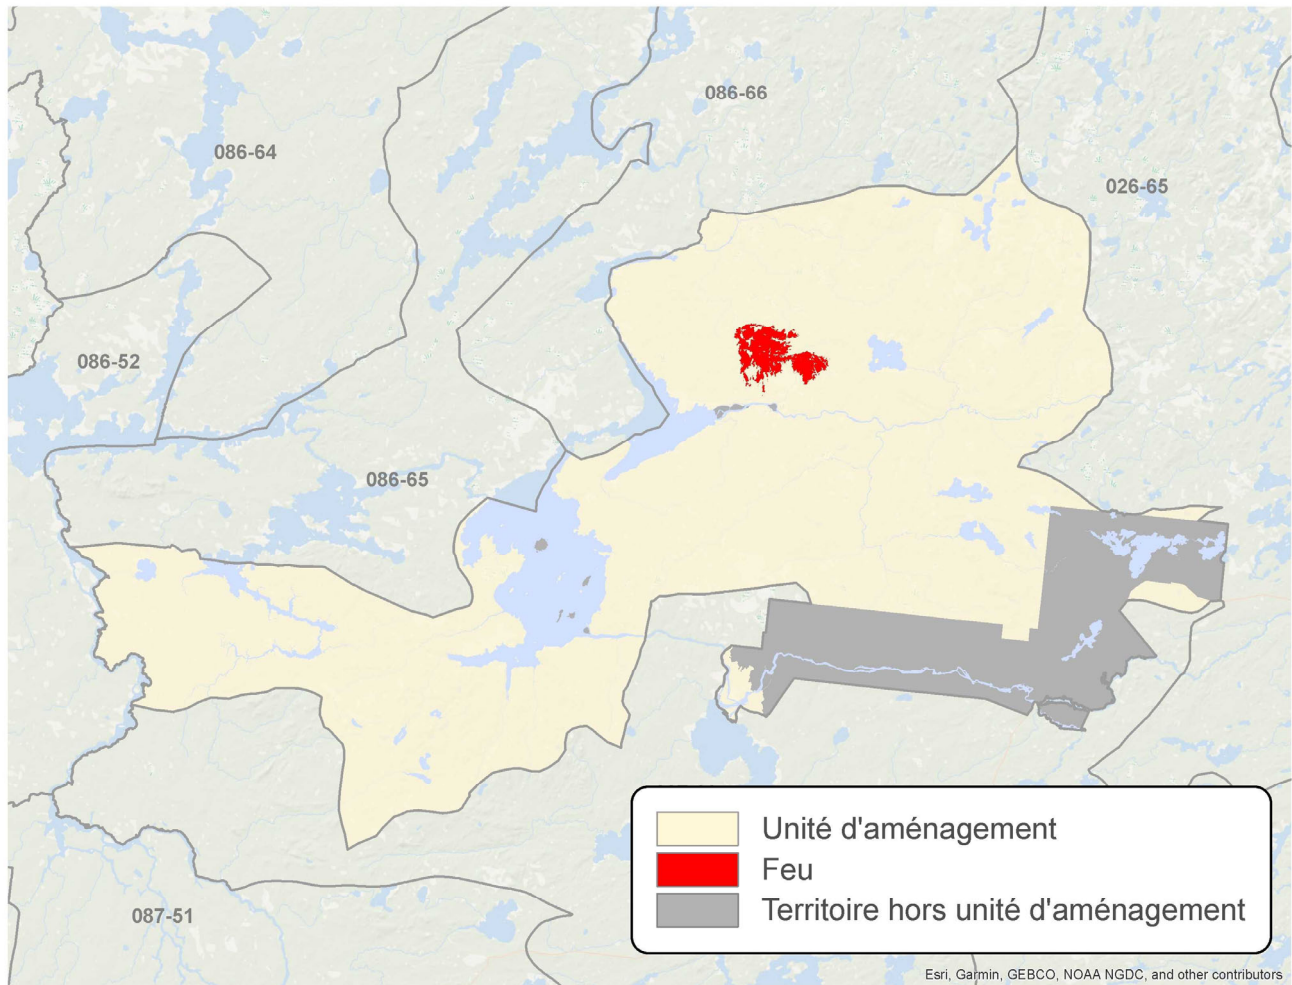 086-66
086-64
026-65
086-52
086-65
087-51
Unité d'aménagement
Feu
Territoire hors unité d'aménagement
Esri, Garmin, GEBCO, NOAA NGDC, and other contributors